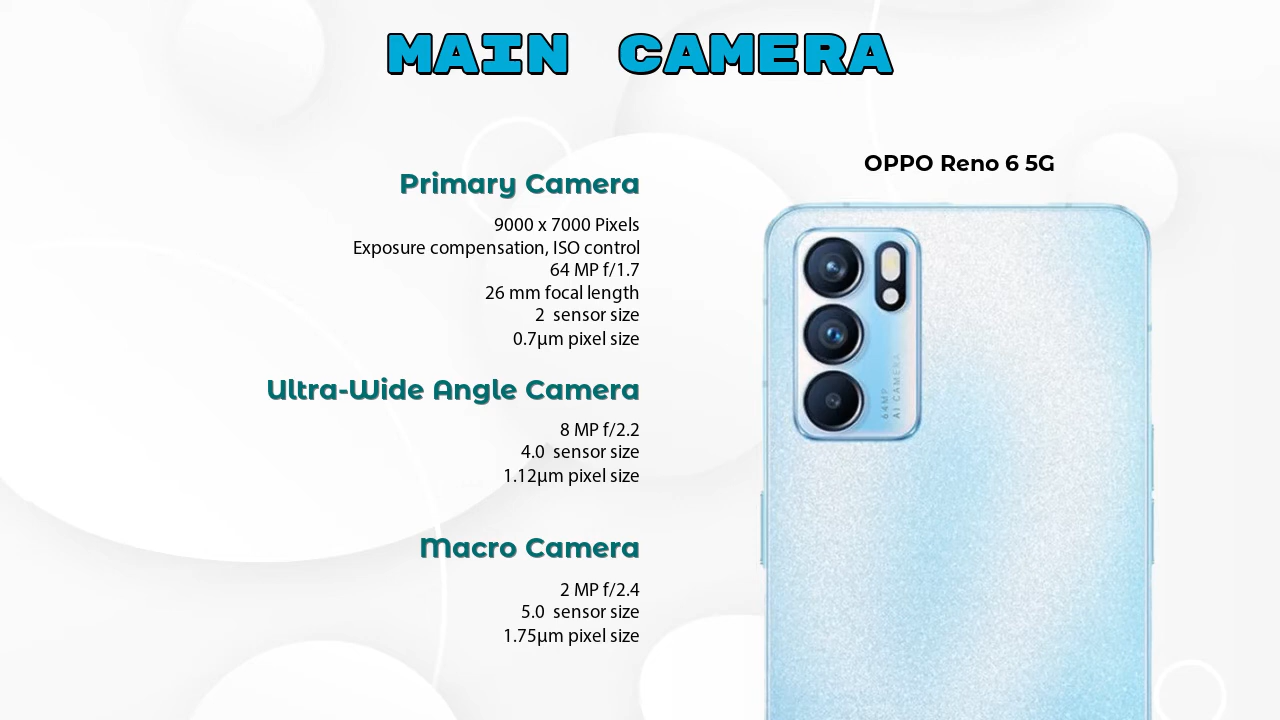 MAIN CAMERA
OPPO Reno 6 5G
Primary Camera
9000 x 7000 Pixels
Exposure compensation, ISO control
64 MP f/1.7
26 mm focal length
2  sensor size
0.7µm pixel size
Ultra-Wide Angle Camera
8 MP f/2.2
4.0  sensor size
1.12µm pixel size
Macro Camera
2 MP f/2.4
5.0  sensor size
1.75µm pixel size
64MP
AI CAMERA